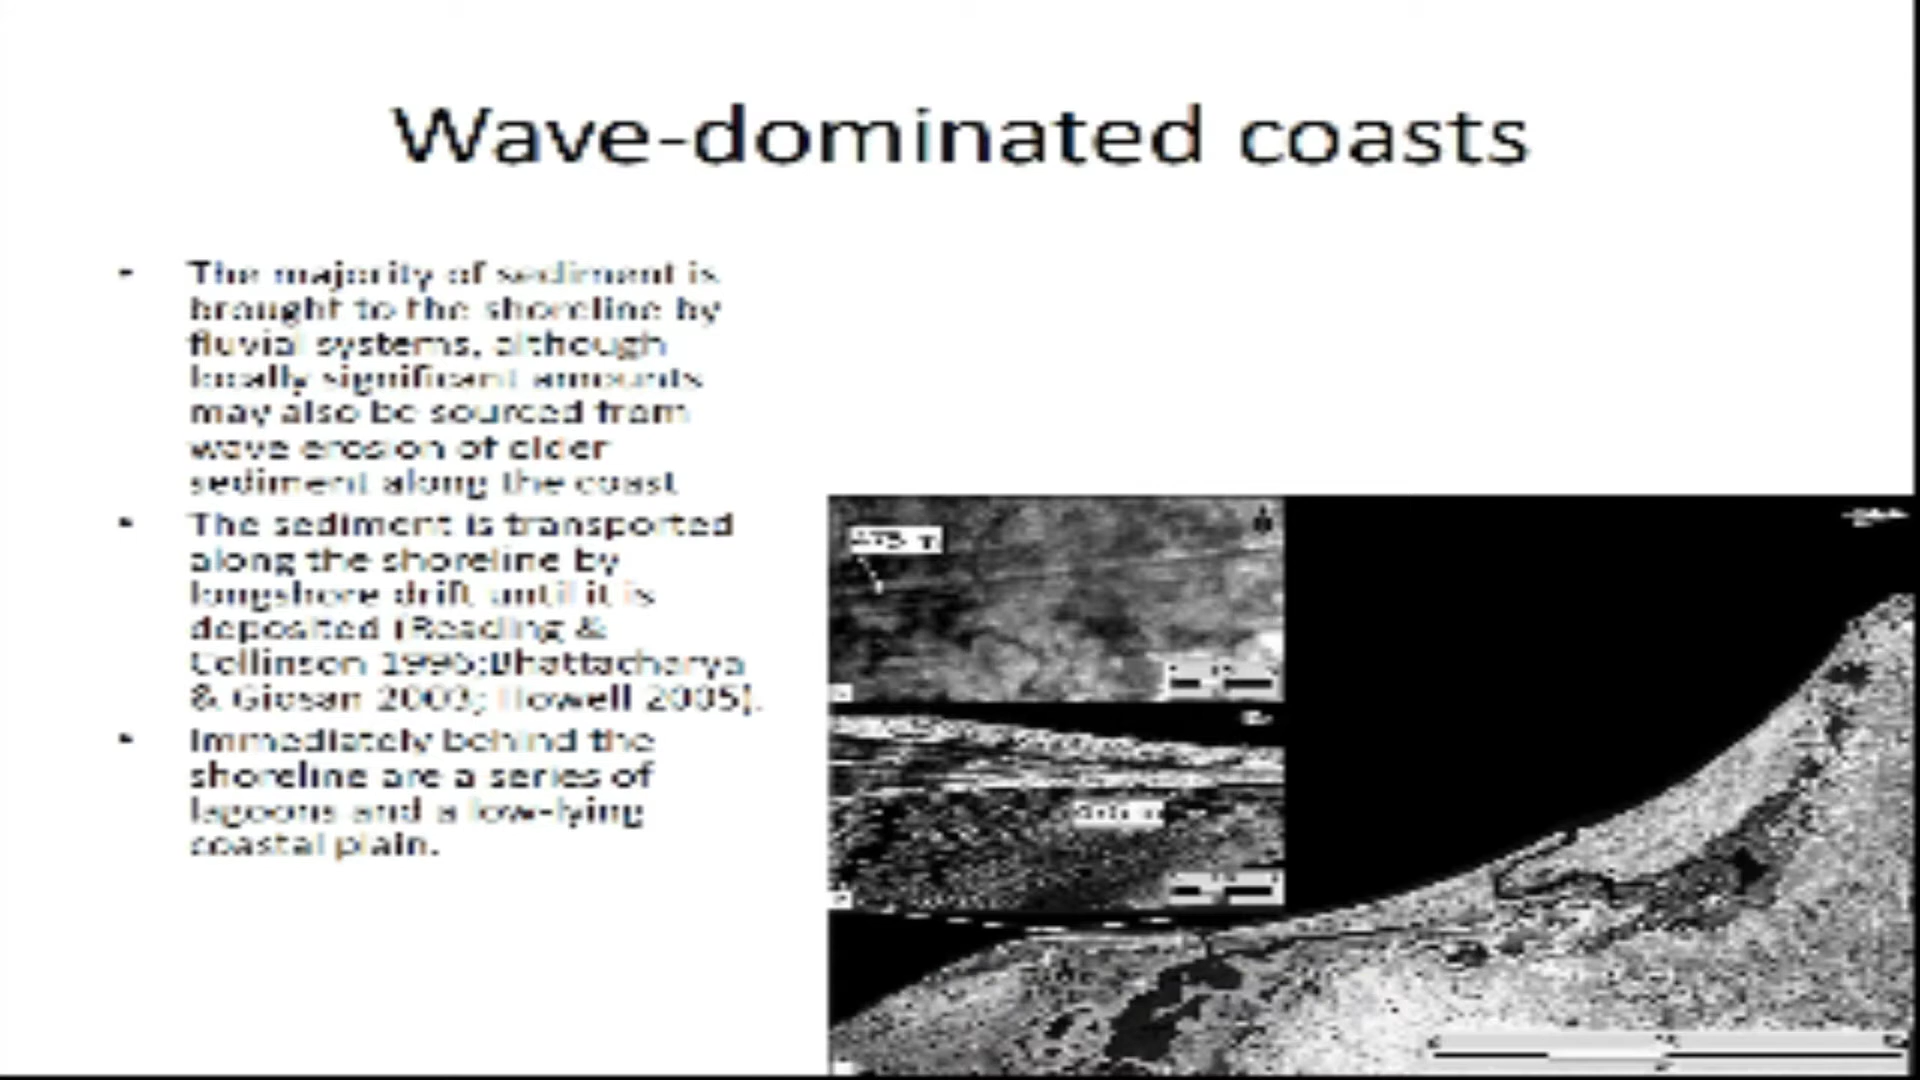 Wave-dominated coasts
• The majority of sediment is
brought to the shoreline by
fluvial systems, although
locally significant amounts
may also be sourced from
wave erosion of older
sediment along the coast
• The sediment is transported
along the shoreline by
longshore drift until it is
deposited (Reading &
Collinson Bhattacharya
& Giosan 2003; Howell 2005).
• Immediately behind the
shoreline are a series of
lagoons and a low-lying
coastal plain.